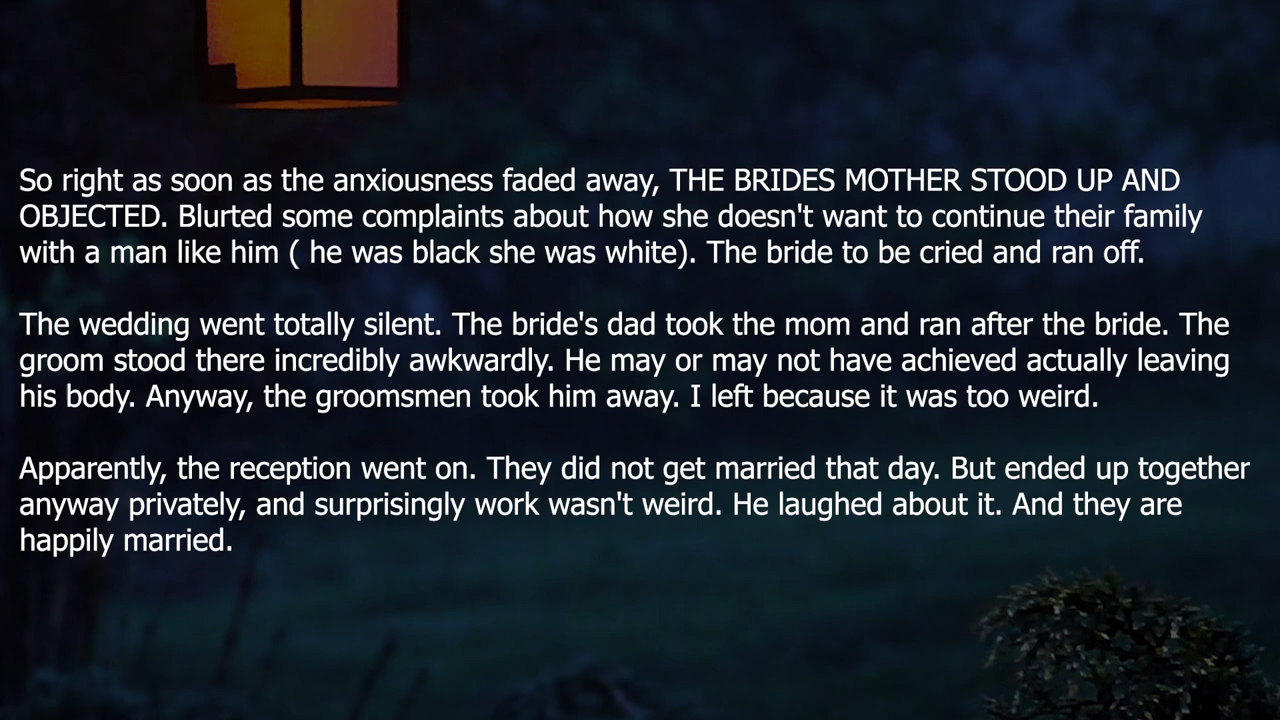 So right as soon as the anxiousness faded away, THE BRIDES MOTHER STOOD UP AND
OBJECTED. Blurted some complaints about how she doesn't want to continue their family
with a man like him ( he was black she was white). The bride to be cried and ran off.
The wedding went totally silent. The bride's dad took the mom and ran after the bride. The
groom stood there incredibly awkwardly. He may or may not have achieved actually leaving
his body. Anyway, the groomsmen took him away. I left because it was too weird.
Apparently, the reception went on. They did not get married that day. But ended up together
anyway privately, and surprisingly work wasn't weird. He laughed about it. And they are
happily married.